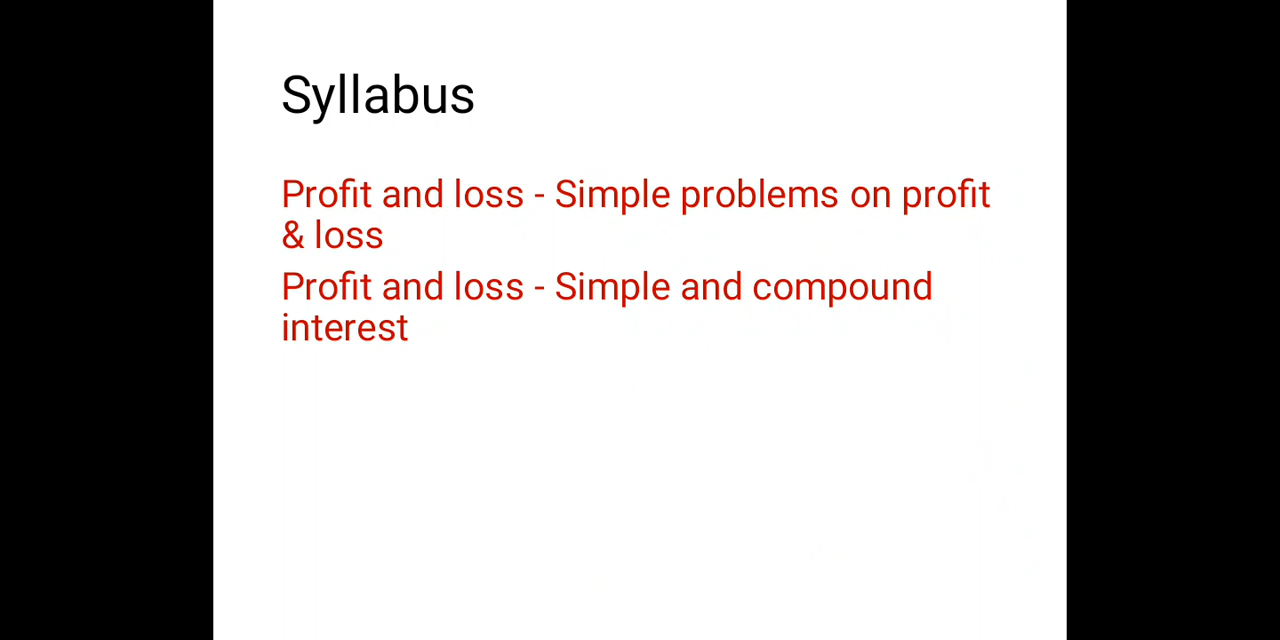 Syllabus
Profit and loss - Simple problems on profit
& loss
Profit and loss - Simple and compound
interest